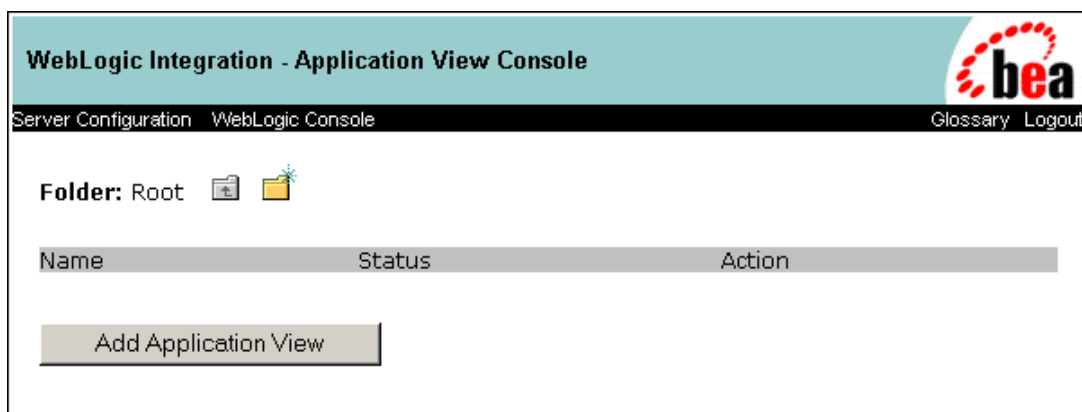 WebLogic Integration - Application View Console
bea
Server Configuration WebLogic Console Glossary Logout
Folder: Root
Name Status Action
Add Application View